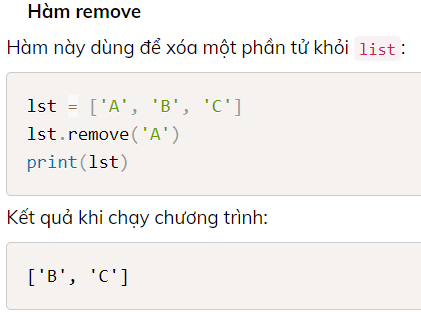 Hàm remove
Hàm này dùng để xóa một phần tử khỏi list:
lst = ['A', 'B', 'C']
lst.remove('A')
print(lst)
Kết quả khi chạy chương trình:
['B', 'C']